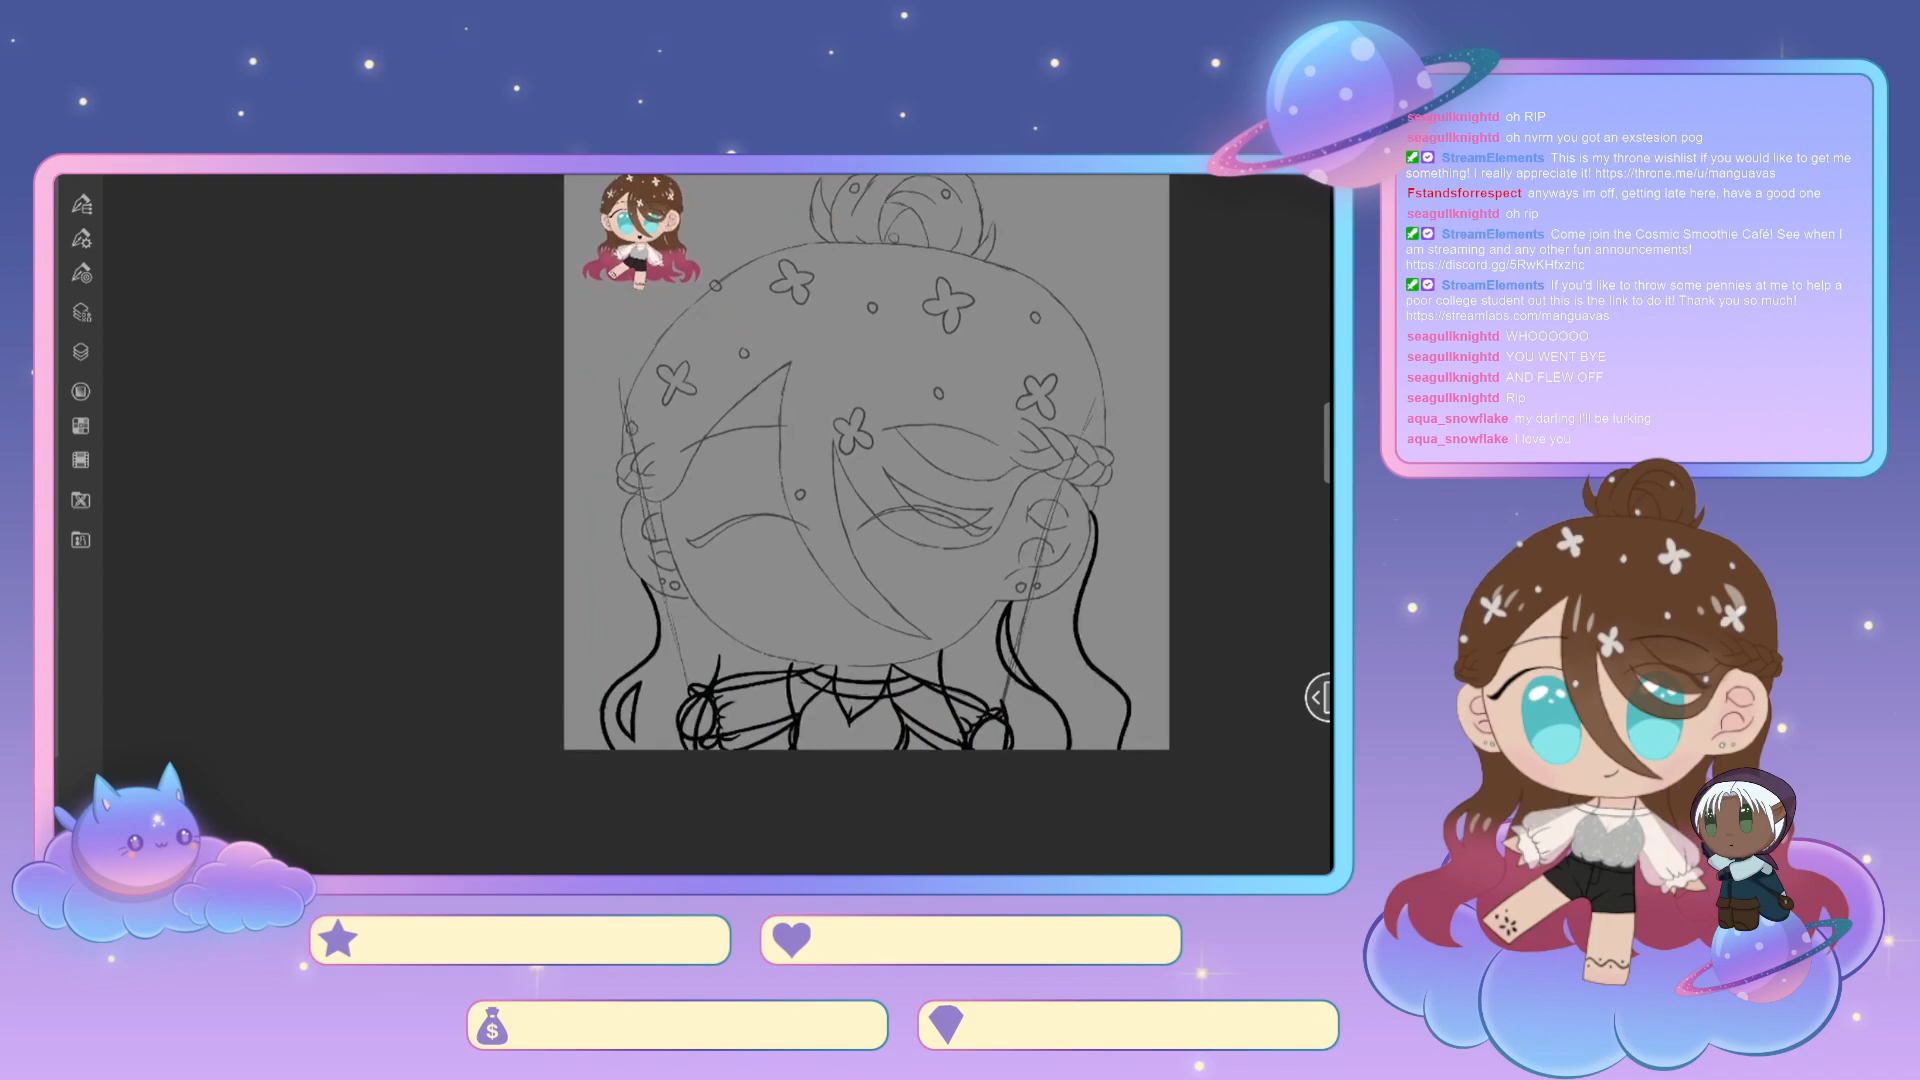 seagullknightd oh RIP
seagullknightd oh nvrm you got an exstesion pog
StreamElements This is my throne wishlist if you would like to get me
something! I really appreciate it! https://throne.me/u/manguavas
Fstandsforrespect anyways im off, getting late here, have a good one
seagullknightd oh rip
StreamElements Come join the Cosmic Smoothie Café! See when I
am streaming and any other fun announcements!
https://discord.gg/5RwKHfxzhc
StreamElements If you'd like to throw some pennies at me to help a
poor college student out this is the link to do it! Thank you so much!
https://streamlabs.com/manguavas
seagullknightd WHOOOOOO
seagullknightd YOU WENT BYE
seagullknightd AND FLEW OFF
seagullknightd Rip
aqua_snowflake my darling I'll be lurking
aqua_snowflake I love you
$